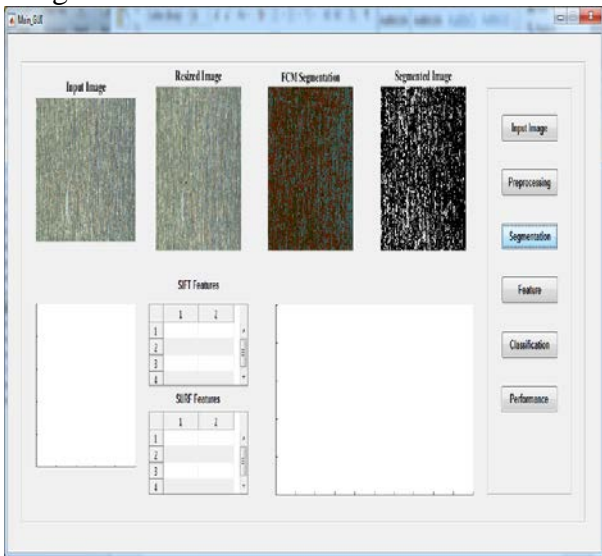 Main_GUI
Input Image
Resized Image
FCM Segmentation
Segmented Image
Input Image
Preprocessing
Segmentation
SIFT Features
Feature
1 2
1
2
3
4
Classification
SURF Features
Performance
1 2
1
2
3
4